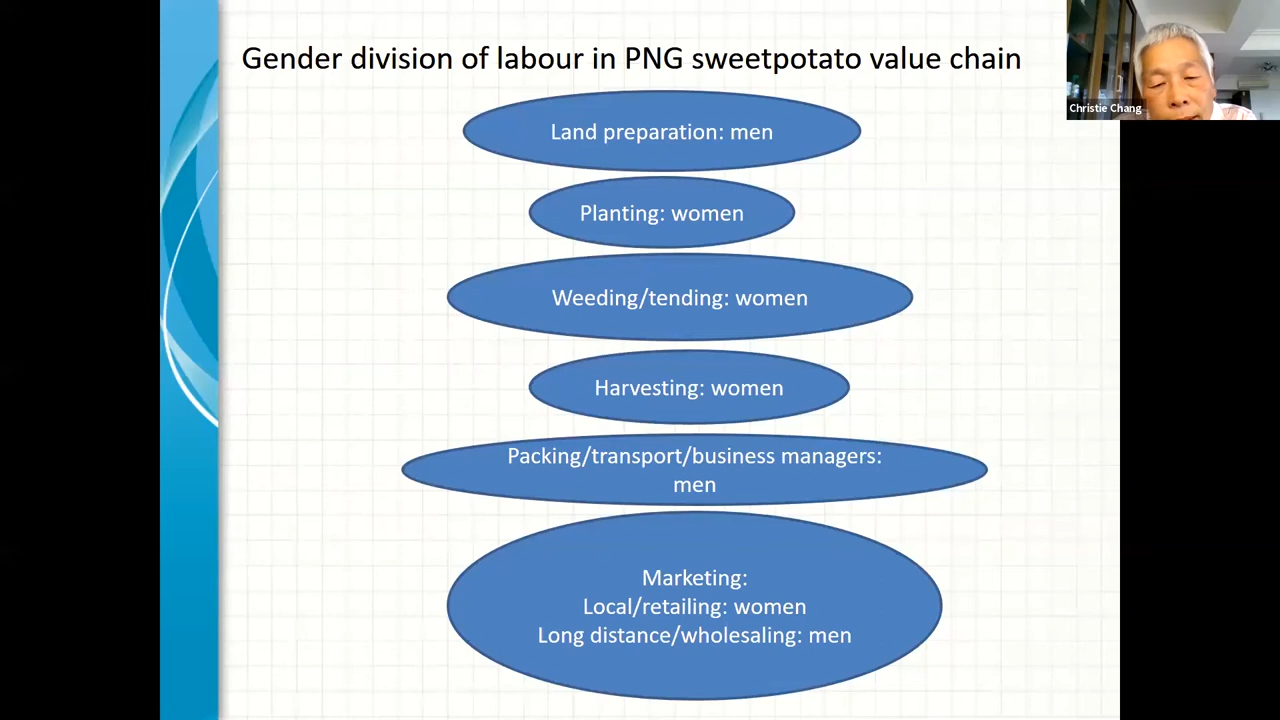 Gender division of labour in PNG sweetpotato value chain
Christie Chang
Land preparation: men
Planting: women
Weeding/tending: women
Harvesting: women
Packing/transport/business managers:
men
Marketing:
Local/retailing: women
Long distance/wholesaling: men